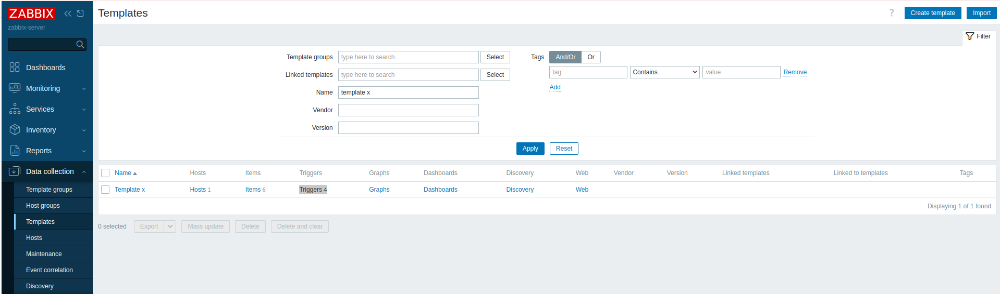 ZABBIX
zabbix-server
Dashboards
Monitoring
Services
Inventory
Reports
Data collection
Template groups
Host groups
Templates
Hosts
Maintenance
Event correlation
Discovery
Templates
? Create template Import
Filter
Template groups type here to search Select
Linked templates type here to search Select
Name template x
Vendor
Version
Tags And/Or Or
tag Contains value Remove
Add
Apply Reset
Name Hosts Items Triggers Graphs Dashboards Discovery Web Vendor Version Linked templates Linked to templates Tags
Template x Hosts 1 Items 6 Triggers 4 Graphs Dashboards Discovery Web
Displaying 1 of 1 found
0 selected Export Mass update Delete Delete and clear